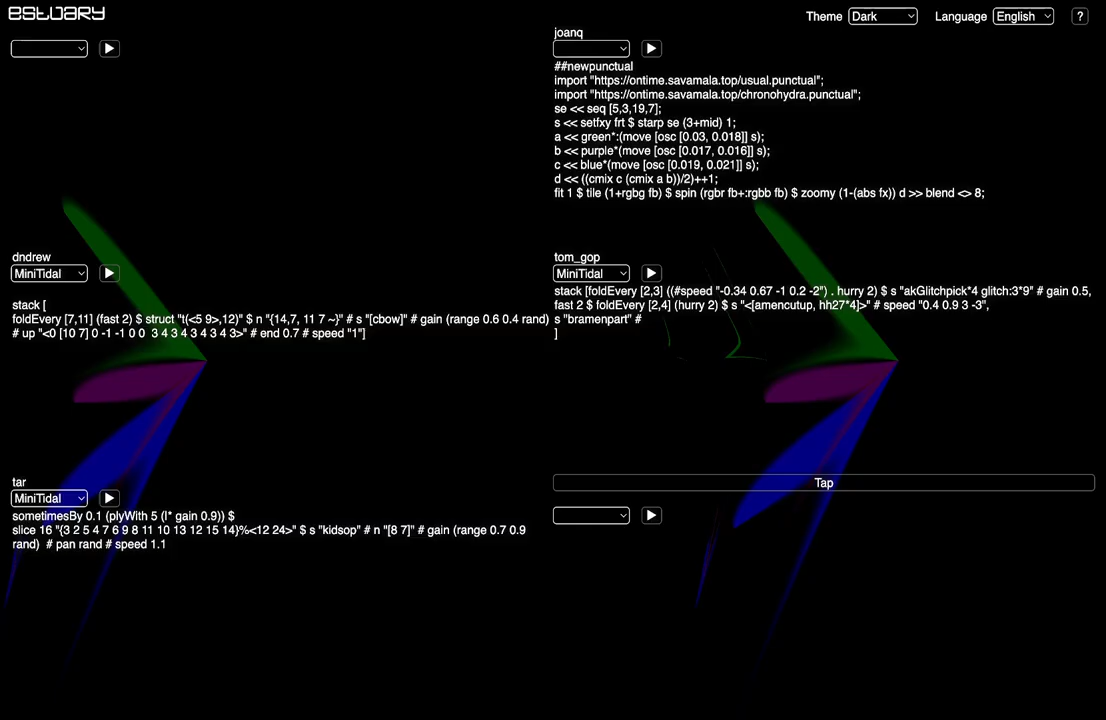 estuary
Theme Dark Language English ?
joanq
##newpunctual
import "https://ontime.savamala.top/usual.punctual";
import "https://ontime.savamala.top/chronohydra.punctual";
se << seq [5,3,19,7];
s << setfxy frt $ starp se (3+mid) 1;
a << green*:(move [osc [0.03, 0.018]] s);
b << purple*(move [osc [0.017, 0.016]] s);
c << blue*(move [osc [0.019, 0.021]] s);
d << ((cmix c (cmix a b))/2)++1;
fit 1 $ tile (1+rgbg fb) $ spin (rgbr fb+:rgbb fb) $ zoomy (1-(abs fx)) d >> blend <> 8;
dndrew
MiniTidal
stack [
foldEvery [7,11] (fast 2) $ struct "t(<5 9>,12)" $ n "{14,7, 11 7 ~}" # s "[cbow]" # gain (range 0.6 0.4 rand)
# up "<0 [10 7] 0 -1 -1 0 0  3 4 3 4 3 4 3 4 3>" # end 0.7 # speed "1"]
tom_gop
MiniTidal
stack [foldEvery [2,3] ((#speed "-0.34 0.67 -1 0.2 -2") . hurry 2) $ s "akGlitchpick*4 glitch:3*9" # gain 0.5,
fast 2 $ foldEvery [2,4] (hurry 2) $ s "<[amencutup, hh27*4]>" # speed "0.4 0.9 3 -3",
s "bramenpart" #
]
tar
MiniTidal
sometimesBy 0.1 (plyWith 5 (|* gain 0.9)) $
slice 16 "{3 2 5 4 7 6 9 8 11 10 13 12 15 14}%<12 24>" $ s "kidsop" # n "[8 7]" # gain (range 0.7 0.9
rand)  # pan rand # speed 1.1
Tap